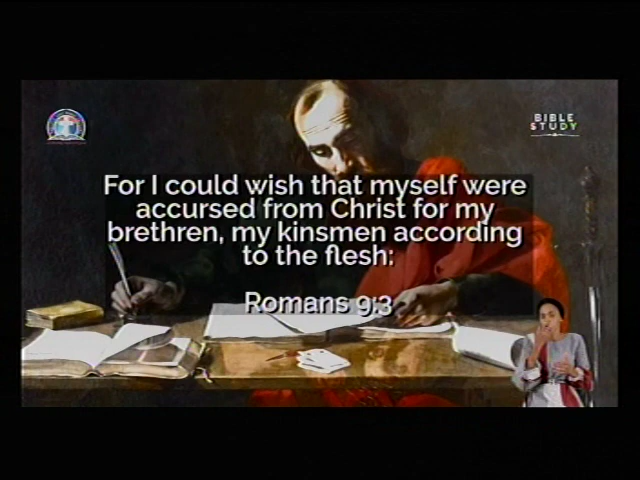 BIBLE
STUDY
For I could wish that myself were
accursed from Christ for my
brethren, my kinsmen according
to the flesh:
Romans 9:3